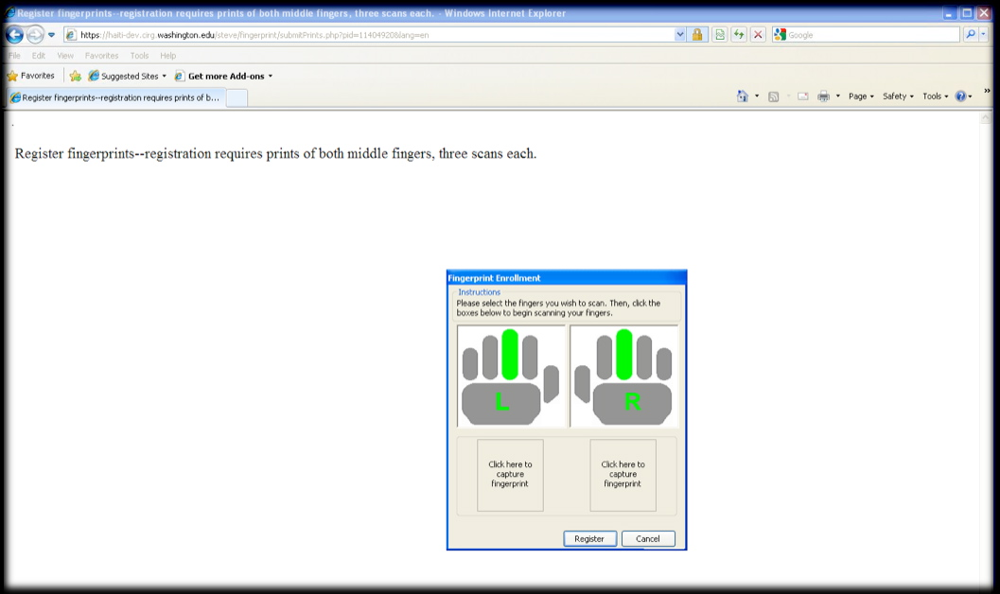 Register fingerprints--registration requires prints of both middle fingers, three scans each. - Windows Internet Explorer
https://haiti-dev.cirg.washington.edu/steve/fingerprint/submitPrints.php?pid=11404920&lang=en
Google
File Edit View Favorites Tools Help
Favorites Suggested Sites Get more Add-ons
Register fingerprints--registration requires prints of b...
Page Safety Tools
Register fingerprints--registration requires prints of both middle fingers, three scans each.
Fingerprint Enrollment
Instructions
Please select the fingers you wish to scan. Then, click the
boxes below to begin scanning your fingers.
L R
Click here to
capture
fingerprint
Click here to
capture
fingerprint
Register Cancel